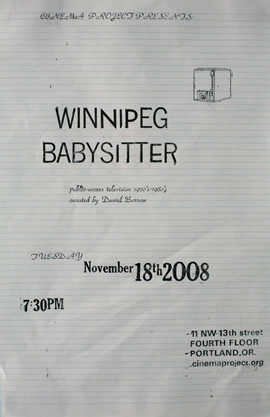 CINEMA PROJECT PRESENTS
WINNIPEG
BABYSITTER
public-access television 1970's-1980's
curated by Daniel Barrow
TUESDAY
November 18th 2008
7:30PM
11 NW 13th street
FOURTH FLOOR
PORTLAND, OR.
cinemaproject.org